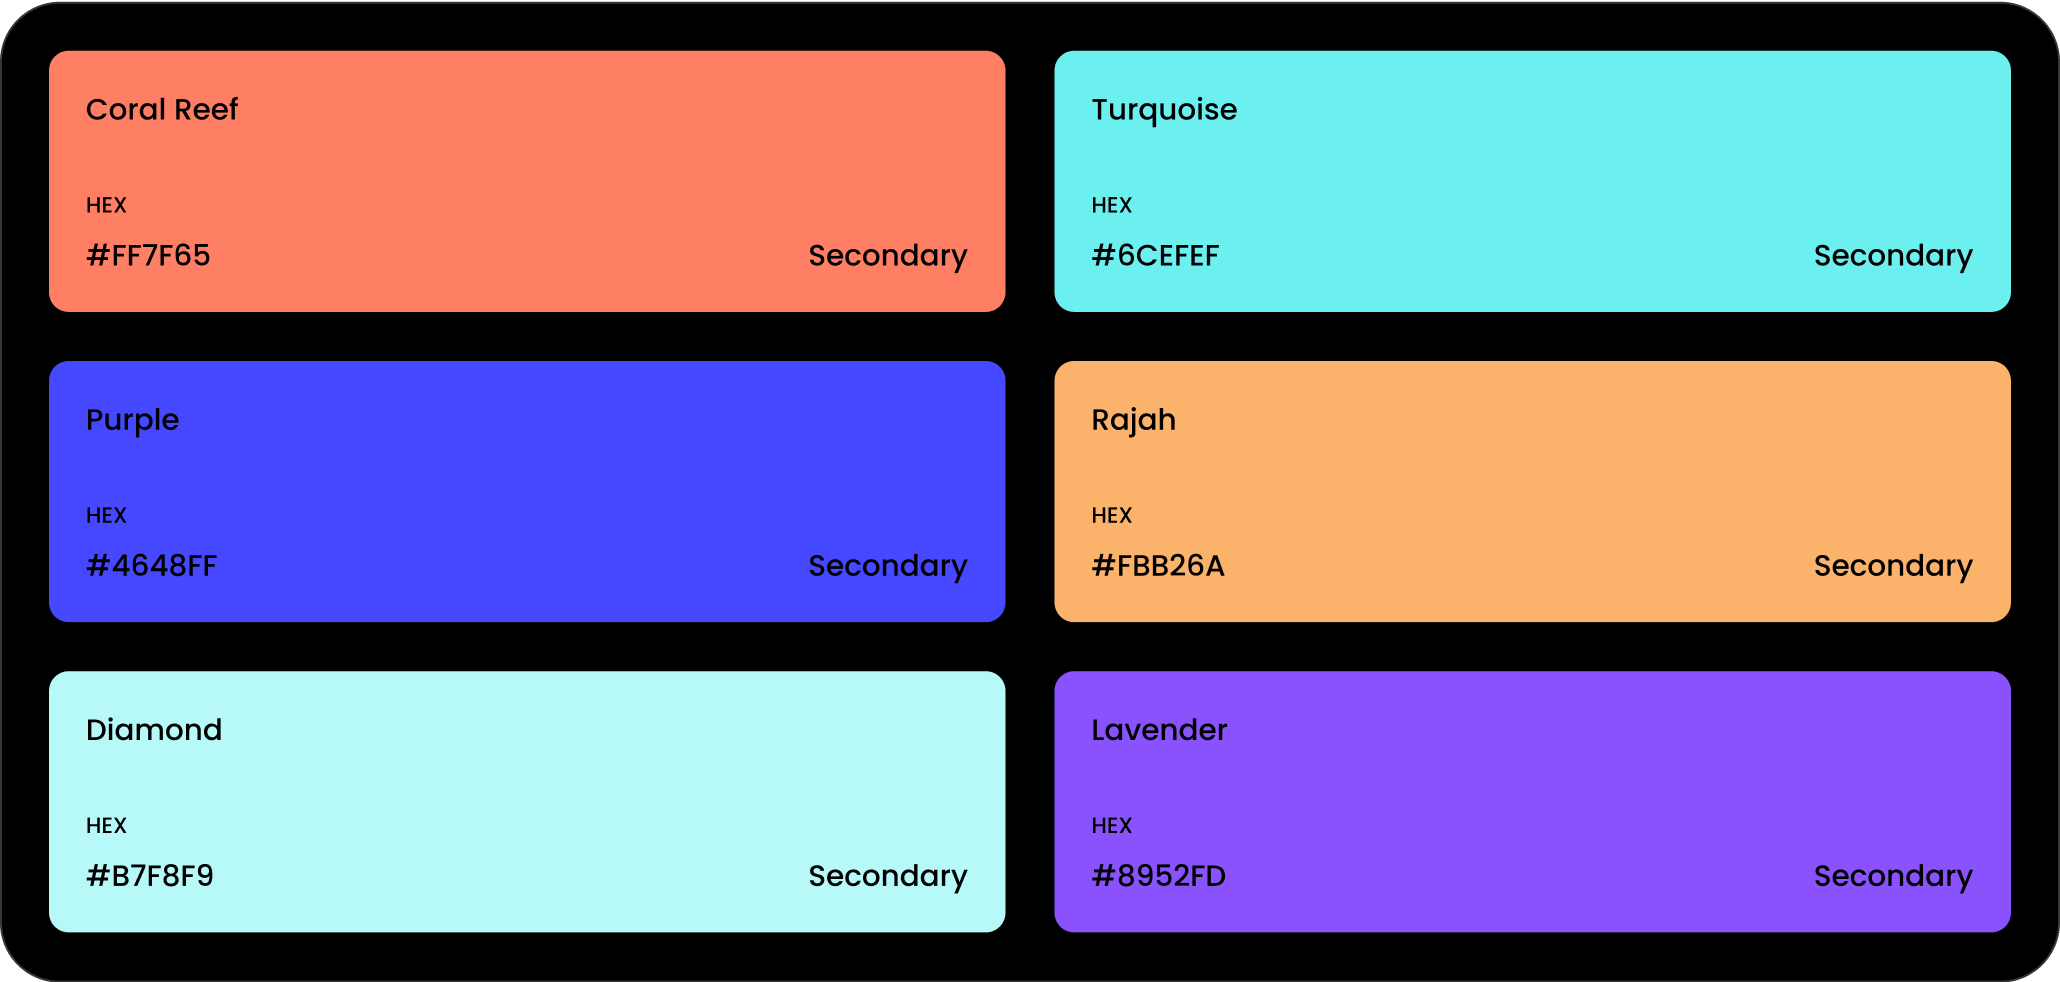 Coral Reef
HEX
#FF7F65
Secondary
Turquoise
HEX
#6CEFEF
Secondary
Purple
HEX
#4648FF
Secondary
Rajah
HEX
#FBB26A
Secondary
Diamond
HEX
#B7F8F9
Secondary
Lavender
HEX
#8952FD
Secondary